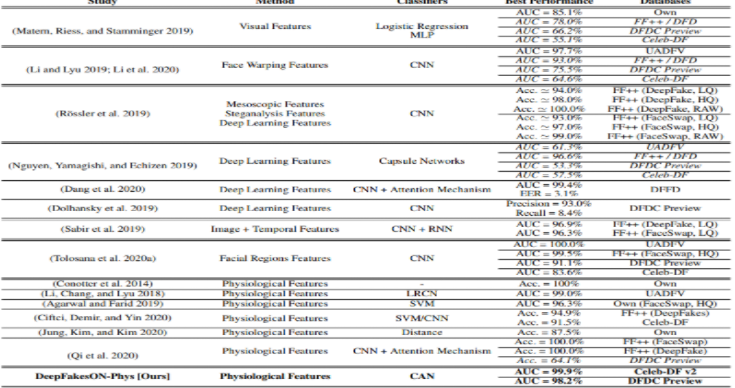 Study Method Classifiers Best Performance Databases
AUC = 85.1% Own
(Matern, Riess, and Stamminger 2019) Visual Features Logistic Regression MLP AUC = 78.0% FF++ / DFD
AUC = 66.2% DFDC Preview
AUC = 55.1% Celeb-DF
AUC = 97.7% UADFV
(Li and Lyu 2019; Li et al. 2020) Face Warping Features CNN AUC = 93.0% FF++ / DFD
AUC = 75.5% DFDC Preview
AUC = 64.6% Celeb-DF
Acc. ≃ 94.0% FF++ (DeepFake, LQ)
Mesoscopic Features Acc. ≃ 98.0% FF++ (DeepFake, HQ)
(Rössler et al. 2019) Steganalysis Features CNN Acc. ≃ 100.0% FF++ (DeepFake, RAW)
Deep Learning Features Acc. ≃ 93.0% FF++ (FaceSwap, LQ)
Acc. ≃ 97.0% FF++ (FaceSwap, HQ)
Acc. ≃ 99.0% FF++ (FaceSwap, RAW)
AUC = 61.3% UADFV
(Nguyen, Yamagishi, and Echizen 2019) Deep Learning Features Capsule Networks AUC = 96.6% FF++ / DFD
AUC = 53.3% DFDC Preview
AUC = 57.5% Celeb-DF
(Dang et al. 2020) Deep Learning Features CNN + Attention Mechanism AUC = 99.4% DFFD
EER = 3.1%
(Dolhansky et al. 2019) Deep Learning Features CNN Precision = 93.0% DFDC Preview
Recall = 8.4%
(Sabir et al. 2019) Image + Temporal Features CNN + RNN AUC = 96.9% FF++ (DeepFake, LQ)
AUC = 96.3% FF++ (FaceSwap, LQ)
AUC = 100.0% UADFV
(Tolosana et al. 2020a) Facial Regions Features CNN AUC = 99.5% FF++ (FaceSwap, HQ)
AUC = 91.1% DFDC Preview
AUC = 83.6% Celeb-DF
(Conotter et al. 2014) Physiological Features - Acc. = 100% Own
(Li, Chang, and Lyu 2018) Physiological Features LRCN AUC = 99.0% UADFV
(Agarwal and Farid 2019) Physiological Features SVM AUC = 96.3% Own (FaceSwap, HQ)
(Ciftci, Demir, and Yin 2020) Physiological Features SVM/CNN Acc. = 94.9% FF++ (DeepFakes)
Acc. = 91.5% Celeb-DF
(Jung, Kim, and Kim 2020) Physiological Features Distance Acc. = 87.5% Own
Acc. = 100.0% FF++ (FaceSwap)
(Qi et al. 2020) Physiological Features CNN + Attention Mechanism Acc. = 100.0% FF++ (DeepFake)
Acc. = 64.1% DFDC Preview
DeepFakesON-Phys [Ours] Physiological Features CAN AUC = 99.9% Celeb-DF v2
AUC = 98.2% DFDC Preview